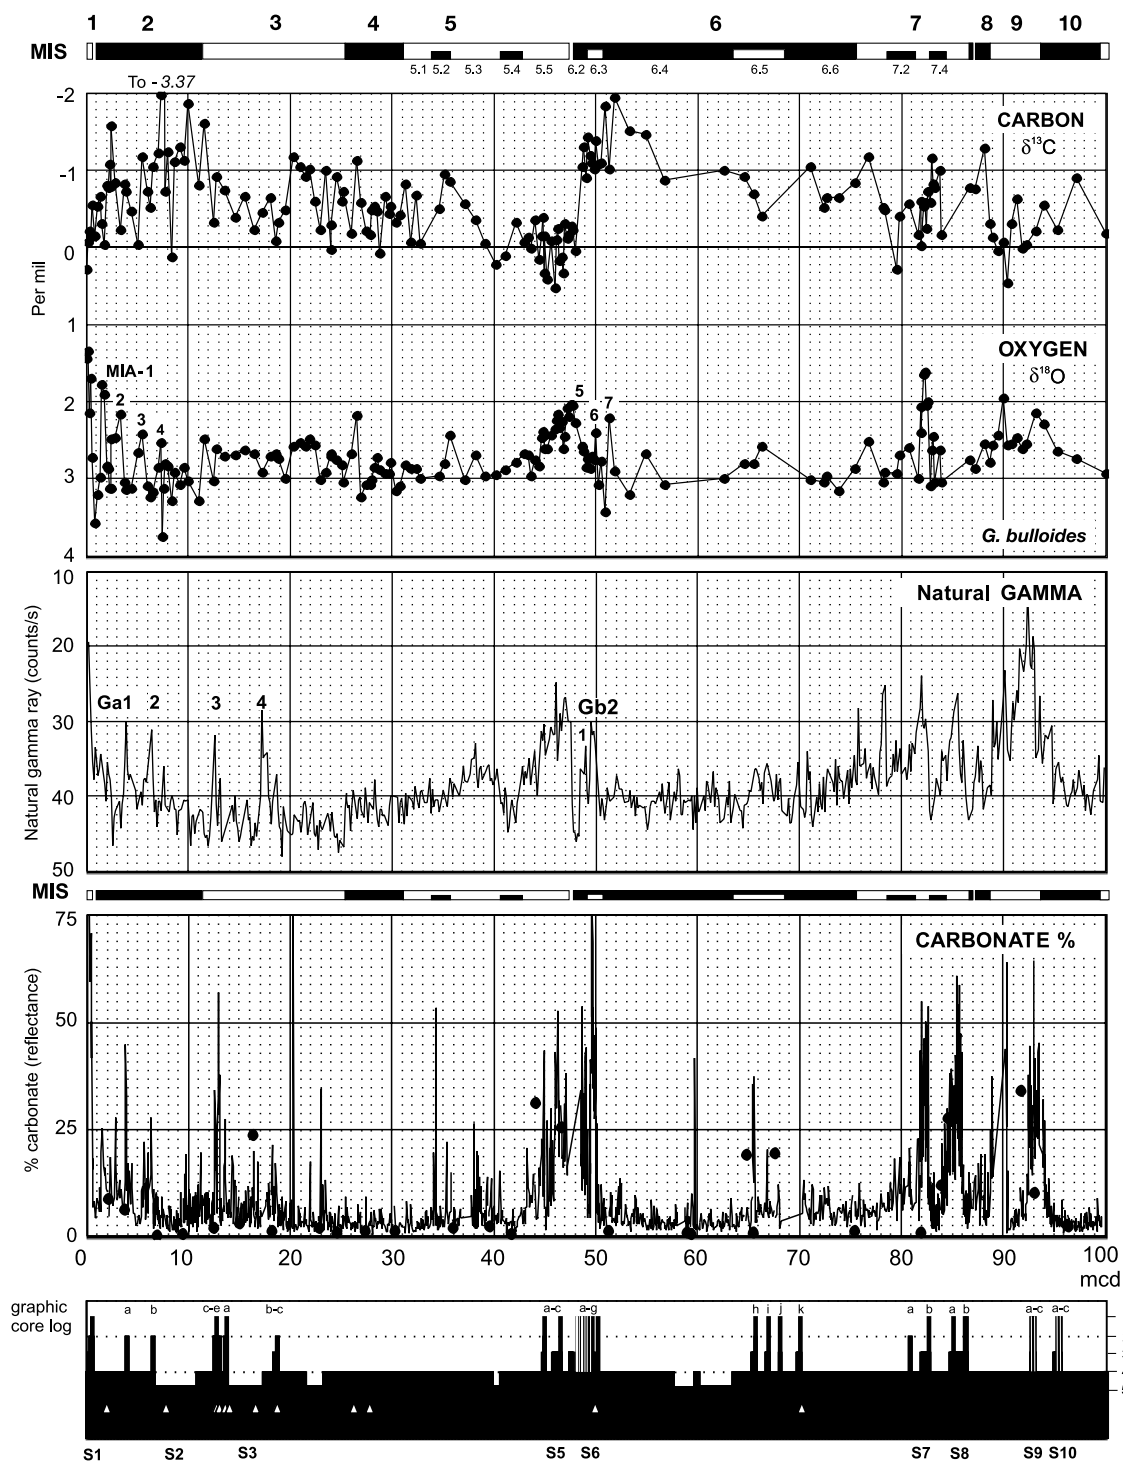 1 2 3 4 5 6 7 8 9 10
MIS
5.1 5.2 5.3 5.4 5.5 6.2 6.3 6.4 6.5 6.6 7.2 7.4
To -3.37
-2
CARBON
δ13C
-1
0
Per mil
1
OXYGEN
δ18O
MIA-1
2
3
4
5
6
7
2
3
4
G. bulloides
10
Natural GAMMA
20
30
40
50
Natural gamma ray (counts/s)
Ga1 2 3 4 Gb2
1
MIS
75
CARBONATE %
50
25
0
% carbonate (reflectance)
0 10 20 30 40 50 60 70 80 90 100
mcd
graphic
core log
a b c-e a b-c a-c a-g h i j k a b a b a-c a-c
S1 S2 S3 S5 S6 S7 S8 S9 S10